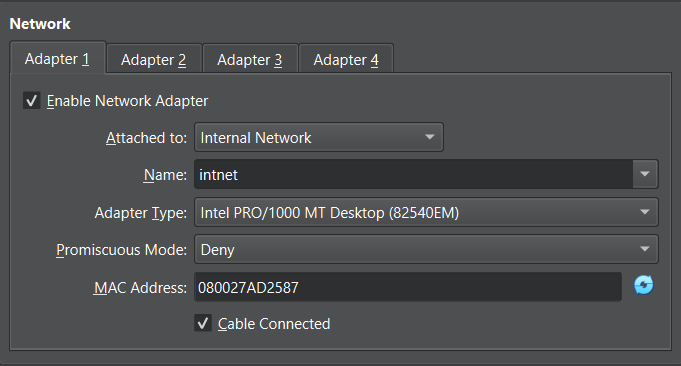 Network
Adapter 1 Adapter 2 Adapter 3 Adapter 4
Enable Network Adapter
Attached to: Internal Network
Name: intnet
Adapter Type: Intel PRO/1000 MT Desktop (82540EM)
Promiscuous Mode: Deny
MAC Address: 080027AD2587
Cable Connected